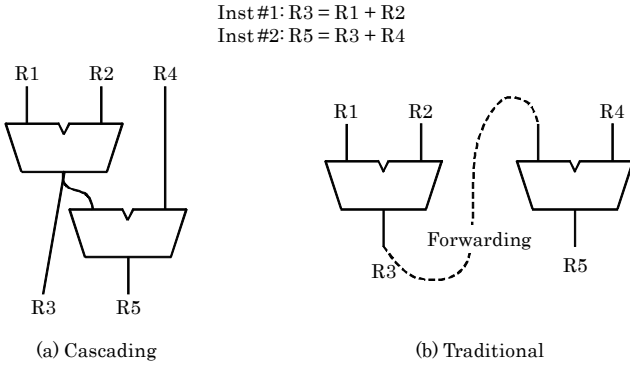 Inst#1: R3 = R1 + R2
Inst#2: R5 = R3 + R4
R1 R2 R4
R3 R5
(a) Cascading
R1 R2 R4
Forwarding
R3 R5
(b) Traditional